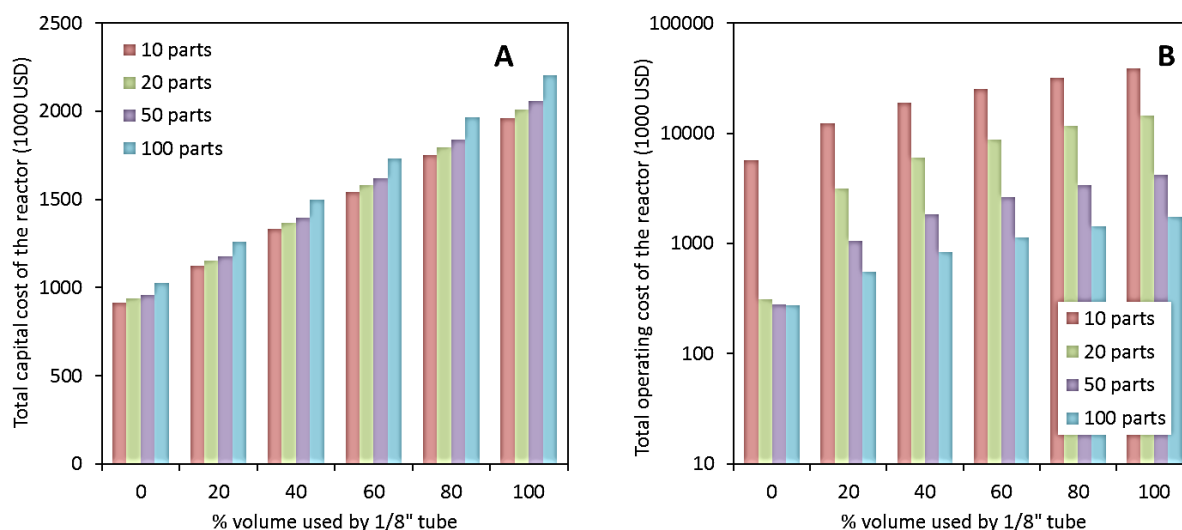 Total capital cost of the reactor (1000 USD)
2500
2000
1500
1000
500
0
A
10 parts
20 parts
50 parts
100 parts
0 20 40 60 80 100
% volume used by 1/8" tube
Total operating cost of the reactor (1000 USD)
100000
10000
1000
100
10
B
10 parts
20 parts
50 parts
100 parts
0 20 40 60 80 100
% volume used by 1/8" tube